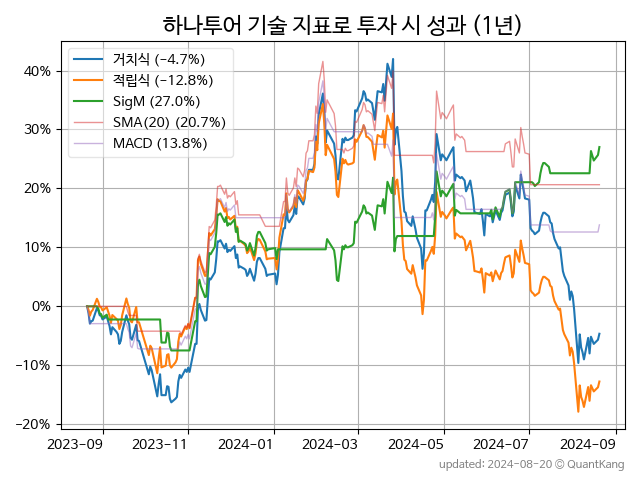 하나투어 기술 지표로 투자 시 성과 (1년)
거치식 (−4.7%)
적립식 (−12.8%)
SigM (27.0%)
SMA(20) (20.7%)
MACD (13.8%)
40%
30%
20%
10%
0%
−10%
−20%
2023-09 2023-11 2024-01 2024-03 2024-05 2024-07 2024-09
updated: 2024-08-20 © QuantKang